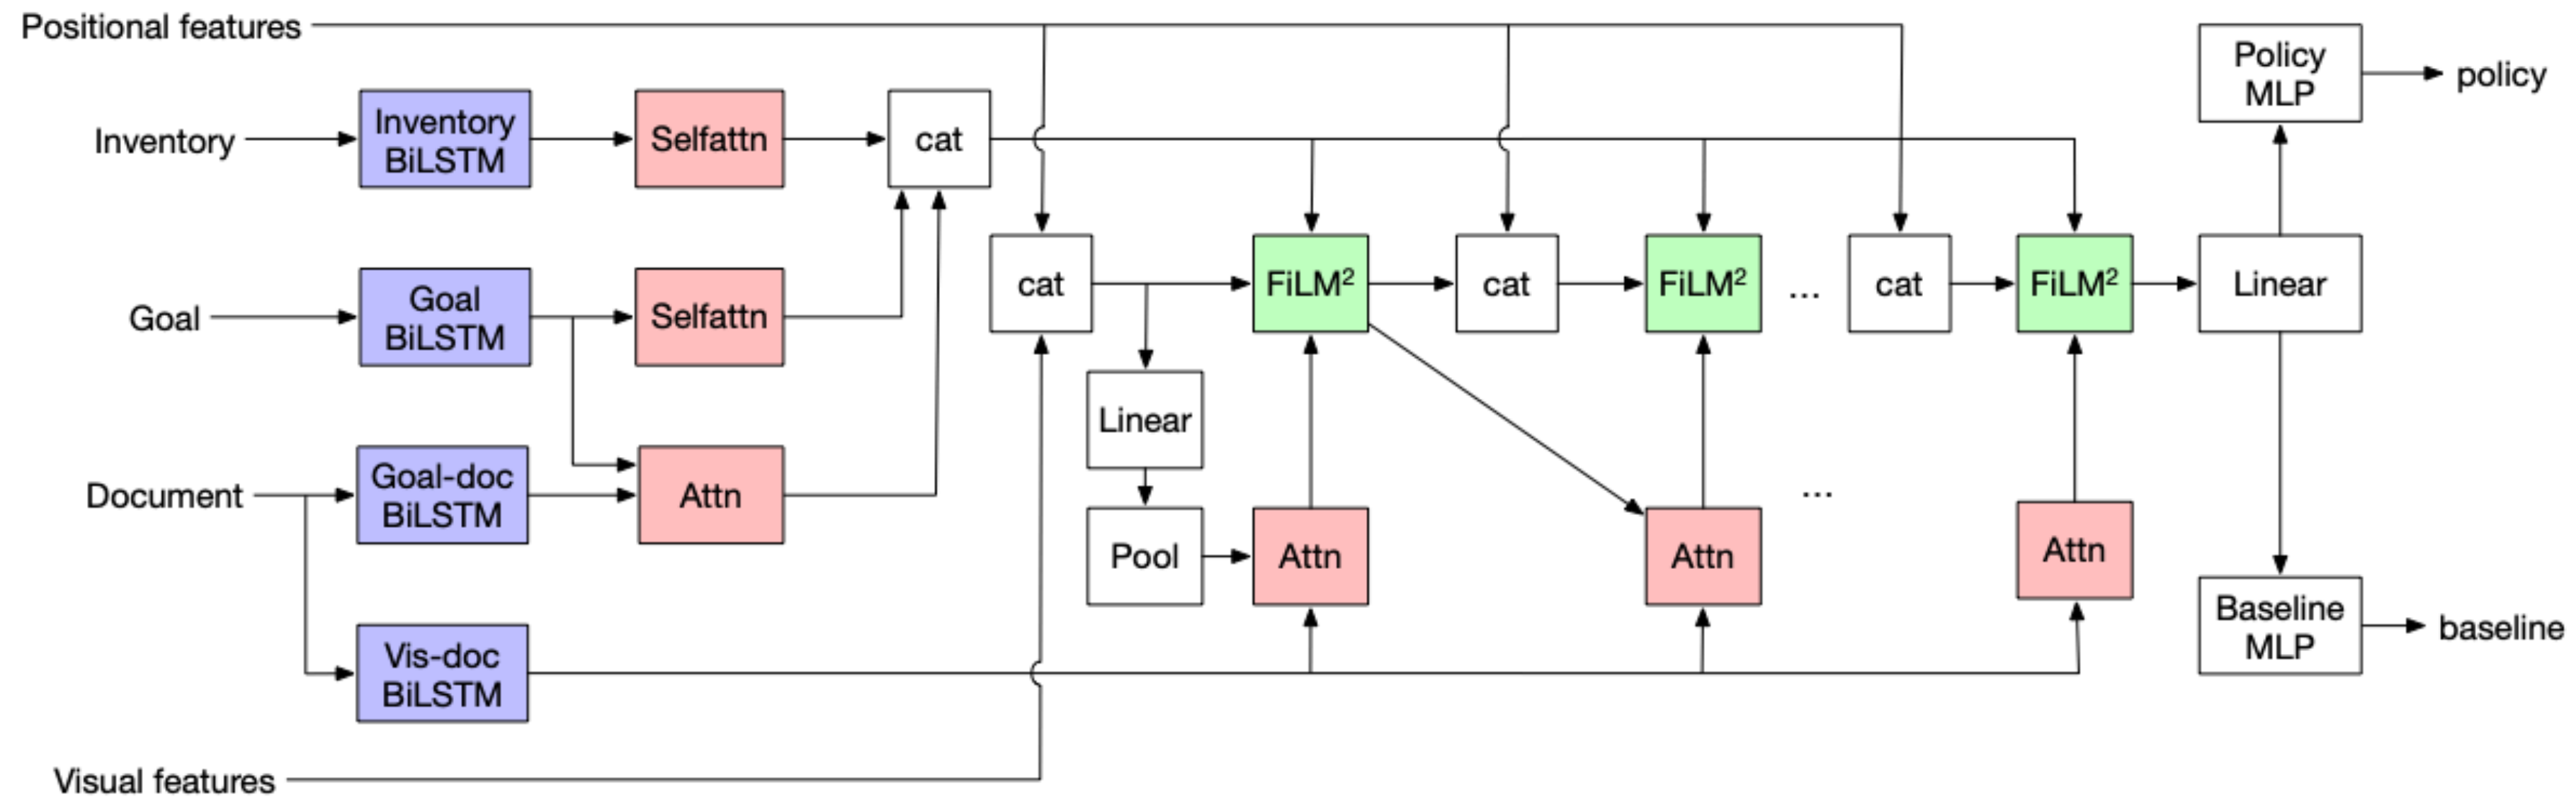 Positional features
Inventory
Inventory
BiLSTM
Selfattn
cat
Goal
Goal
BiLSTM
Selfattn
Document
Goal-doc
BiLSTM
Attn
Vis-doc
BiLSTM
Visual features
cat
Linear
Pool
FiLM²
Attn
cat
FiLM²
Attn
...
...
cat
FiLM²
Attn
Linear
Policy
MLP
policy
Baseline
MLP
baseline